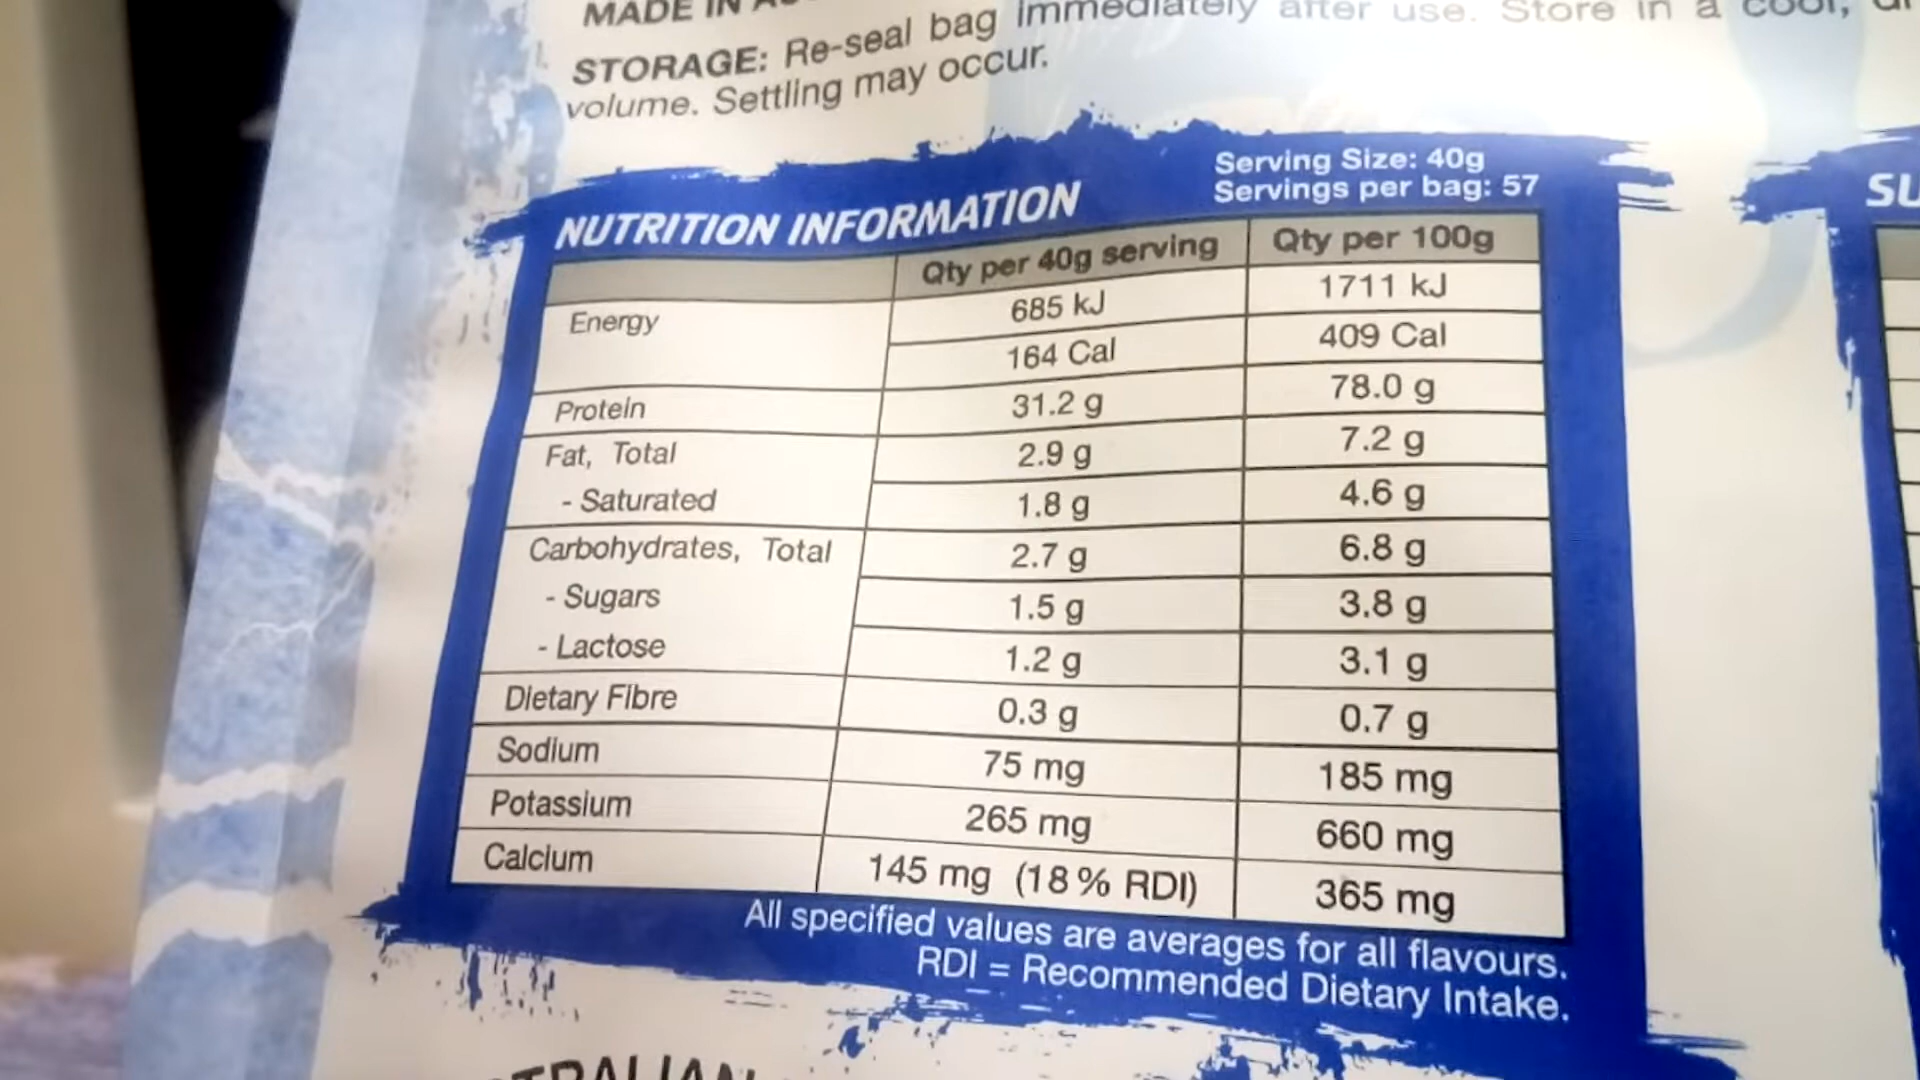 MADE IN
STORAGE: Re-seal bag immediately after use. Store in a cool,
volume. Settling may occur.
NUTRITION INFORMATION
Serving Size: 40g
Servings per bag: 57
Qty per 40g serving Qty per 100g
Energy 685 kJ 1711 kJ
164 Cal 409 Cal
Protein 31.2 g 78.0 g
Fat, Total 2.9 g 7.2 g
- Saturated 1.8 g 4.6 g
Carbohydrates, Total 2.7 g 6.8 g
- Sugars 1.5 g 3.8 g
- Lactose 1.2 g 3.1 g
Dietary Fibre 0.3 g 0.7 g
Sodium 75 mg 185 mg
Potassium 265 mg 660 mg
Calcium 145 mg (18% RDI) 365 mg
All specified values are averages for all flavours.
RDI = Recommended Dietary Intake.